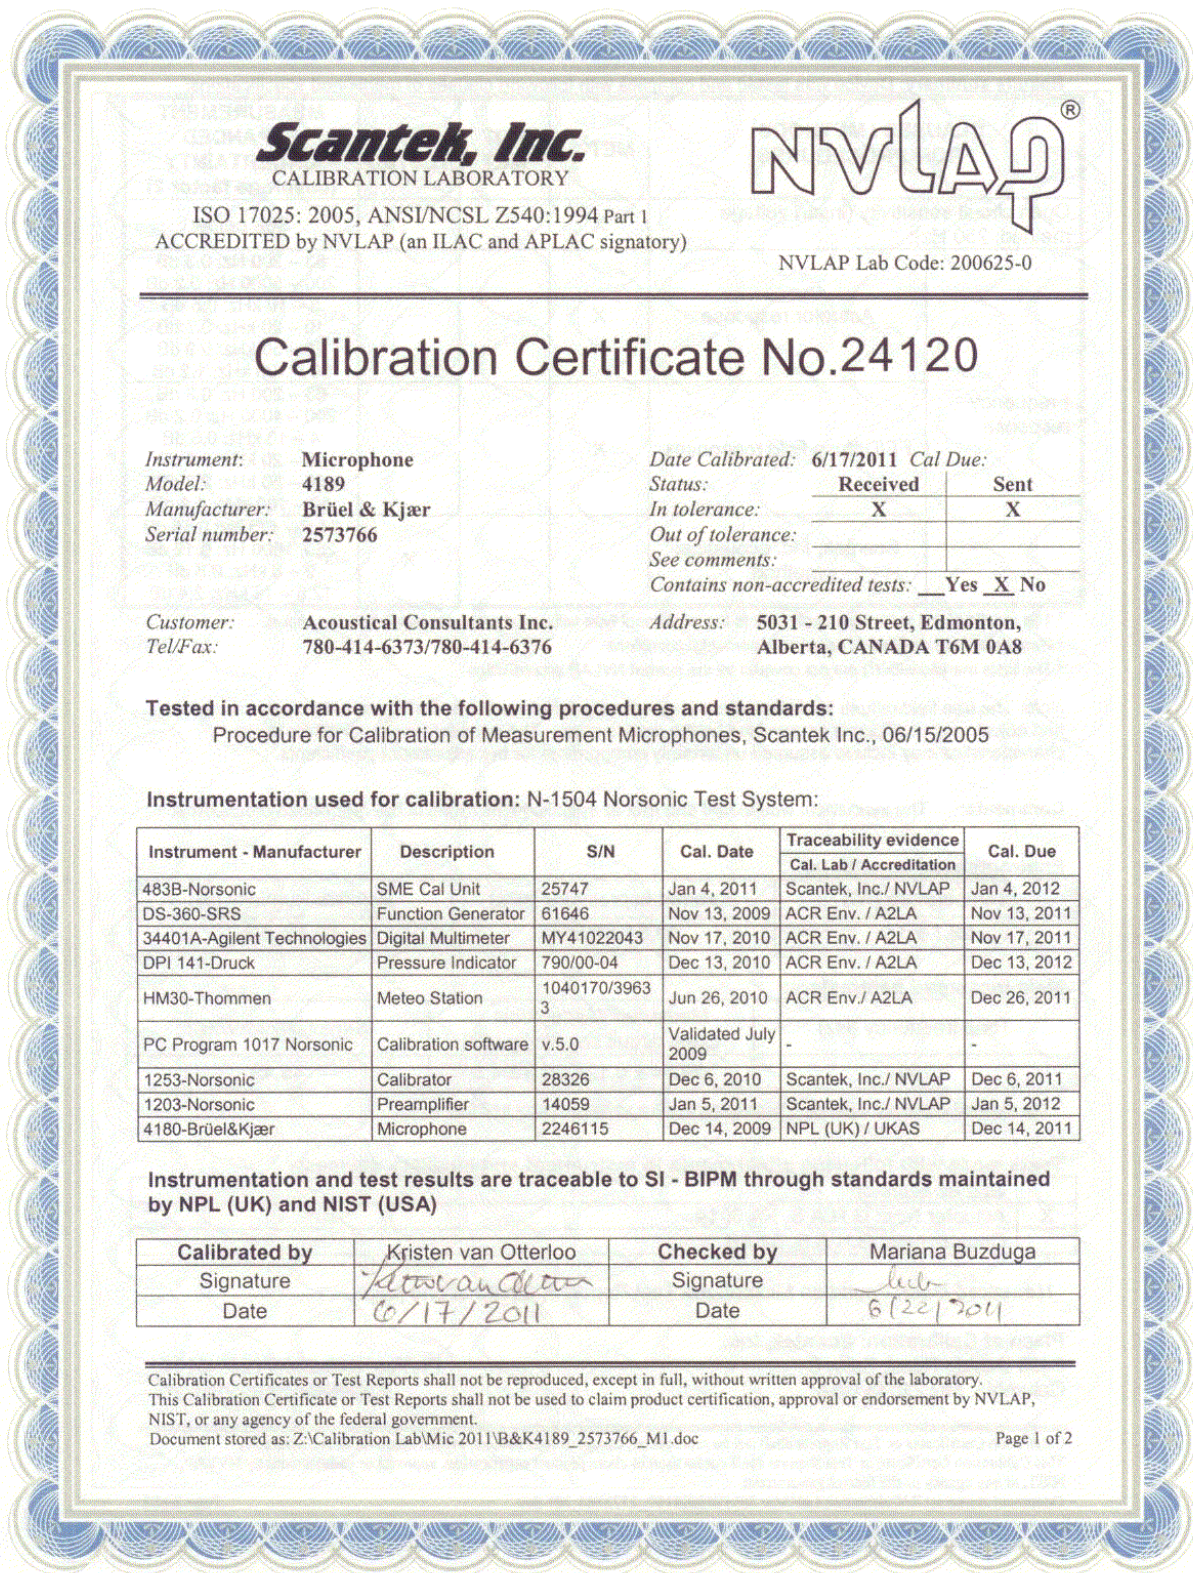 Scantek, Inc.
CALIBRATION LABORATORY
ISO 17025: 2005, ANSI/NCSL Z540:1994 Part 1
ACCREDITED by NVLAP (an ILAC and APLAC signatory)
NVLAP®
NVLAP Lab Code: 200625-0
Calibration Certificate No.24120
Instrument: Microphone
Model: 4189
Manufacturer: Brüel & Kjær
Serial number: 2573766
Date Calibrated: 6/17/2011 Cal Due:
Status: Received Sent
In tolerance: X X
Out of tolerance:
See comments:
Contains non-accredited tests: __Yes X No
Customer: Acoustical Consultants Inc.
Tel/Fax: 780-414-6373/780-414-6376
Address: 5031 - 210 Street, Edmonton,
Alberta, CANADA T6M 0A8
Tested in accordance with the following procedures and standards:
Procedure for Calibration of Measurement Microphones, Scantek Inc., 06/15/2005
Instrumentation used for calibration: N-1504 Norsonic Test System:
Instrument - Manufacturer Description S/N Cal. Date Traceability evidence Cal. Due
Cal. Lab / Accreditation
483B-Norsonic SME Cal Unit 25747 Jan 4, 2011 Scantek, Inc./ NVLAP Jan 4, 2012
DS-360-SRS Function Generator 61646 Nov 13, 2009 ACR Env. / A2LA Nov 13, 2011
34401A-Agilent Technologies Digital Multimeter MY41022043 Nov 17, 2010 ACR Env. / A2LA Nov 17, 2011
DPI 141-Druck Pressure Indicator 790/00-04 Dec 13, 2010 ACR Env. / A2LA Dec 13, 2012
HM30-Thommen Meteo Station 1040170/3963 Jun 26, 2010 ACR Env./ A2LA Dec 26, 2011
3
PC Program 1017 Norsonic Calibration software v.5.0 Validated July - -
2009
1253-Norsonic Calibrator 28326 Dec 6, 2010 Scantek, Inc./ NVLAP Dec 6, 2011
1203-Norsonic Preamplifier 14059 Jan 5, 2011 Scantek, Inc./ NVLAP Jan 5, 2012
4180-Brüel&Kjær Microphone 2246115 Dec 14, 2009 NPL (UK) / UKAS Dec 14, 2011
Instrumentation and test results are traceable to SI - BIPM through standards maintained
by NPL (UK) and NIST (USA)
Calibrated by Kristen van Otterloo Checked by Mariana Buzduga
Signature Signature
Date 6/17/2011 Date 6/22/2011
Calibration Certificates or Test Reports shall not be reproduced, except in full, without written approval of the laboratory.
This Calibration Certificate or Test Reports shall not be used to claim product certification, approval or endorsement by NVLAP,
NIST, or any agency of the federal government.
Document stored as: Z:\Calibration Lab\Mic 2011\B&K4189_2573766_M1.doc Page 1 of 2